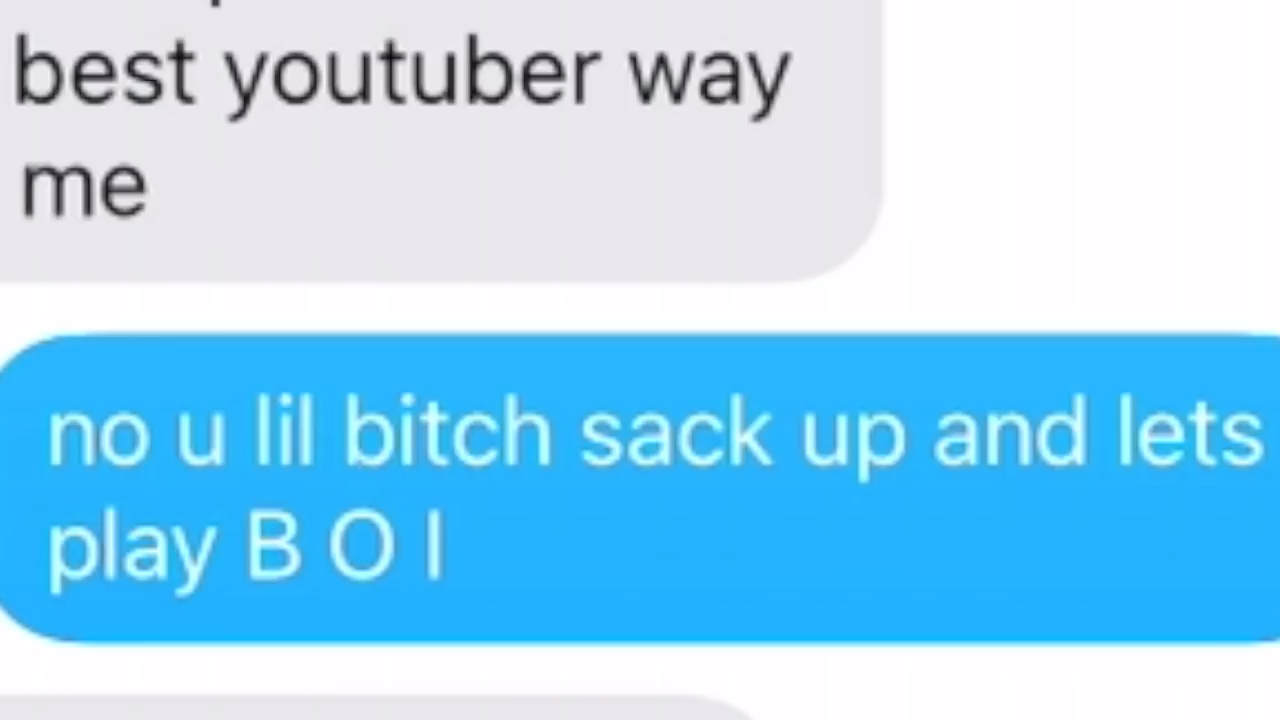 best youtuber way
me
no u lil bitch sack up and lets
play B O I